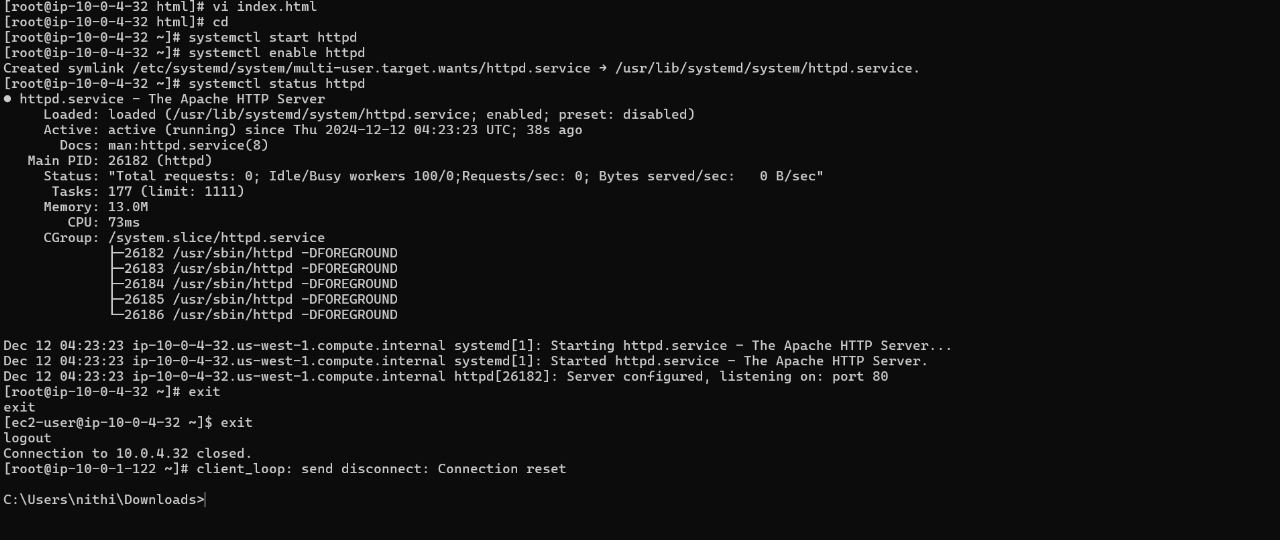 [root@ip-10-0-4-32 html]# vi index.html
[root@ip-10-0-4-32 html]# cd
[root@ip-10-0-4-32 ~]# systemctl start httpd
[root@ip-10-0-4-32 ~]# systemctl enable httpd
Created symlink /etc/systemd/system/multi-user.target.wants/httpd.service → /usr/lib/systemd/system/httpd.service.
[root@ip-10-0-4-32 ~]# systemctl status httpd
● httpd.service - The Apache HTTP Server
     Loaded: loaded (/usr/lib/systemd/system/httpd.service; enabled; preset: disabled)
     Active: active (running) since Thu 2024-12-12 04:23:23 UTC; 38s ago
       Docs: man:httpd.service(8)
   Main PID: 26182 (httpd)
     Status: "Total requests: 0; Idle/Busy workers 100/0;Requests/sec: 0; Bytes served/sec:   0 B/sec"
      Tasks: 177 (limit: 1111)
     Memory: 13.0M
        CPU: 73ms
     CGroup: /system.slice/httpd.service
             ├─26182 /usr/sbin/httpd -DFOREGROUND
             ├─26183 /usr/sbin/httpd -DFOREGROUND
             ├─26184 /usr/sbin/httpd -DFOREGROUND
             ├─26185 /usr/sbin/httpd -DFOREGROUND
             └─26186 /usr/sbin/httpd -DFOREGROUND
Dec 12 04:23:23 ip-10-0-4-32.us-west-1.compute.internal systemd[1]: Starting httpd.service - The Apache HTTP Server...
Dec 12 04:23:23 ip-10-0-4-32.us-west-1.compute.internal systemd[1]: Started httpd.service - The Apache HTTP Server.
Dec 12 04:23:23 ip-10-0-4-32.us-west-1.compute.internal httpd[26182]: Server configured, listening on: port 80
[root@ip-10-0-4-32 ~]# exit
exit
[ec2-user@ip-10-0-4-32 ~]$ exit
logout
Connection to 10.0.4.32 closed.
[root@ip-10-0-1-122 ~]# client_loop: send disconnect: Connection reset
C:\Users\nithi\Downloads>